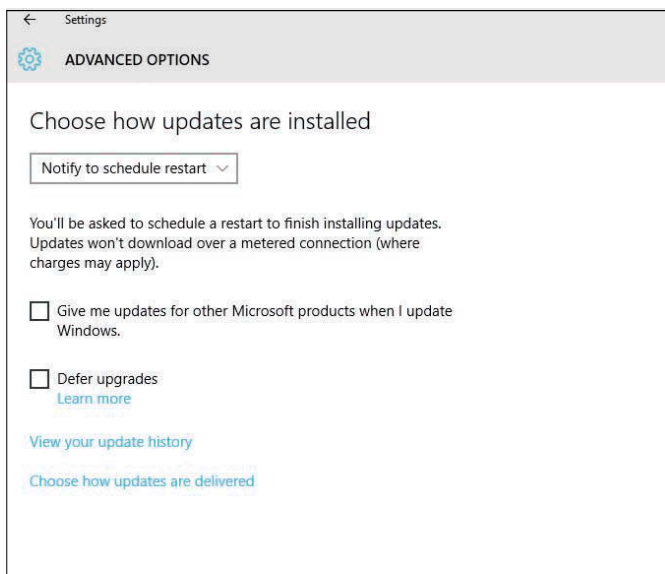 Settings
ADVANCED OPTIONS
Choose how updates are installed
Notify to schedule restart
You'll be asked to schedule a restart to finish installing updates.
Updates won't download over a metered connection (where
charges may apply).
Give me updates for other Microsoft products when I update
Windows.
Defer upgrades
Learn more
View your update history
Choose how updates are delivered